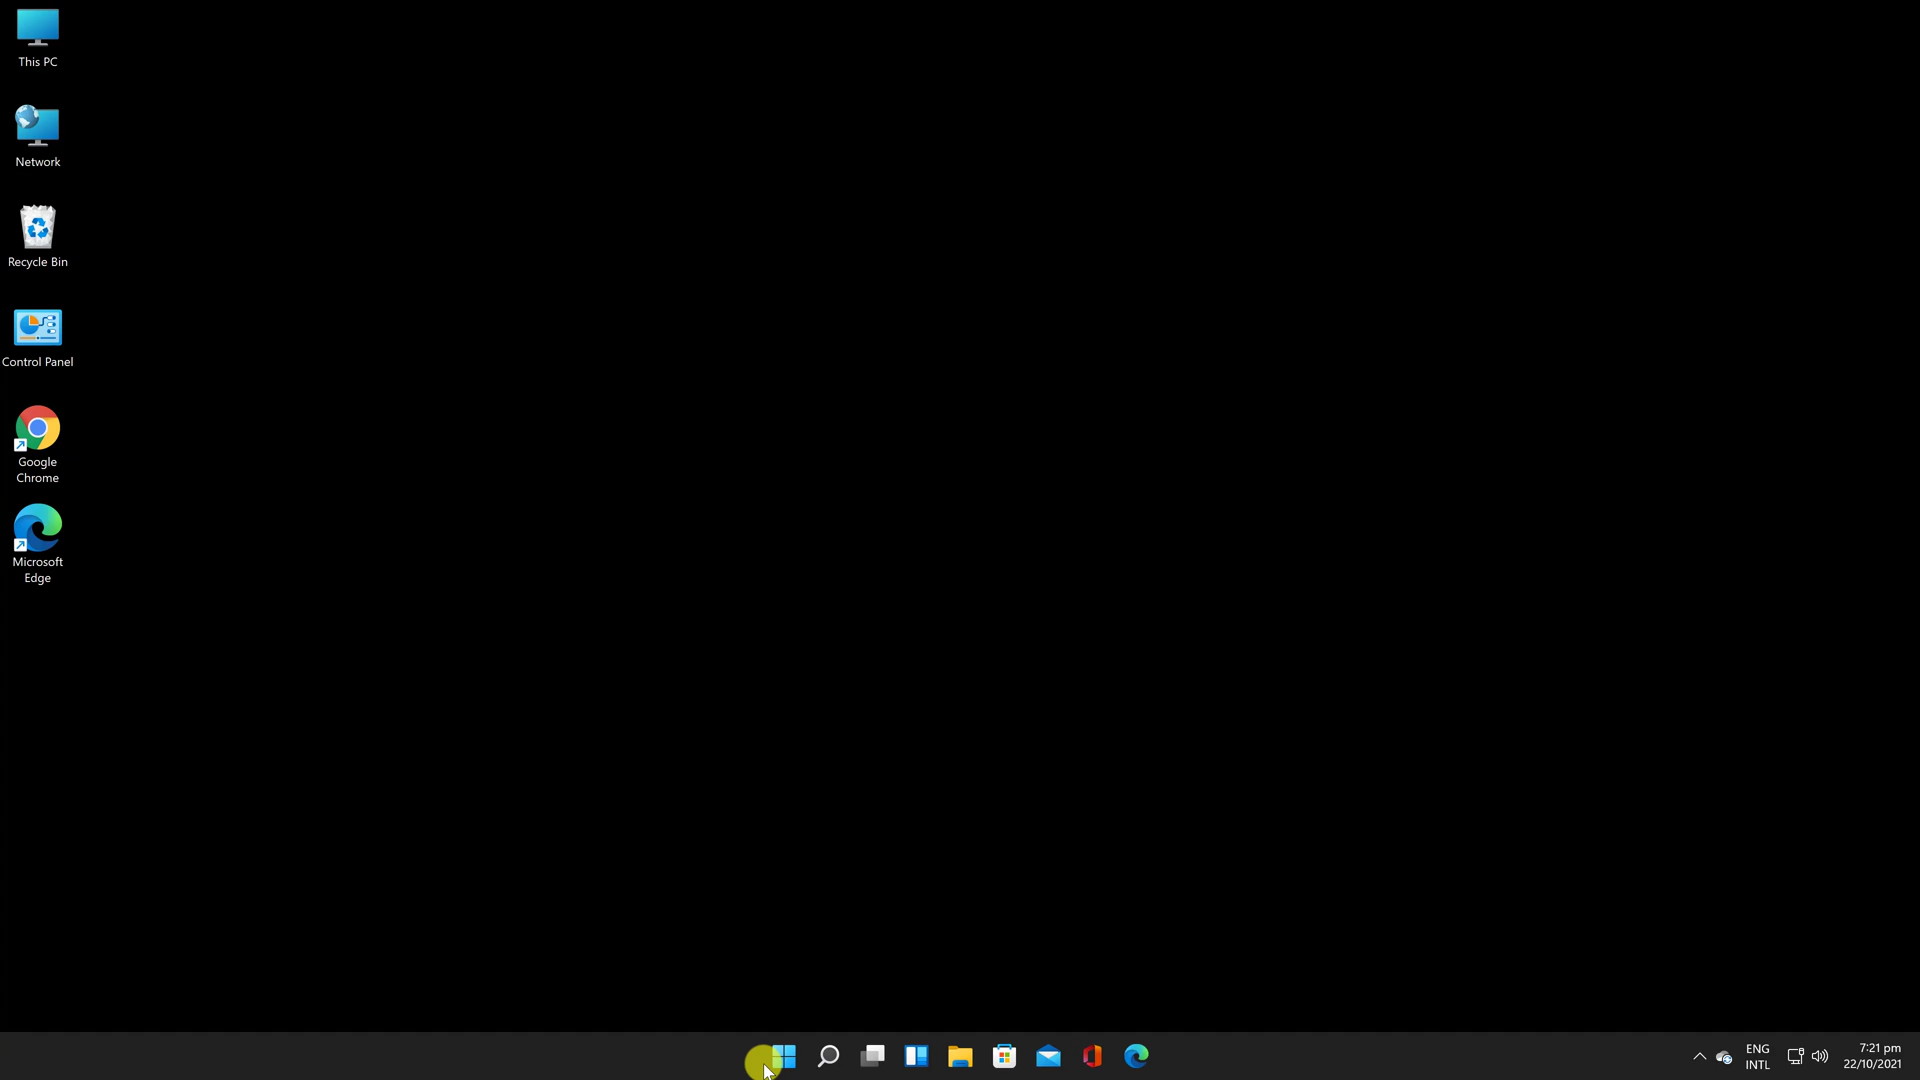 This PC
Network
Recycle Bin
Control Panel
Google
Chrome
Microsoft
Edge
ENG
INTL
7:21 pm
22/10/2021